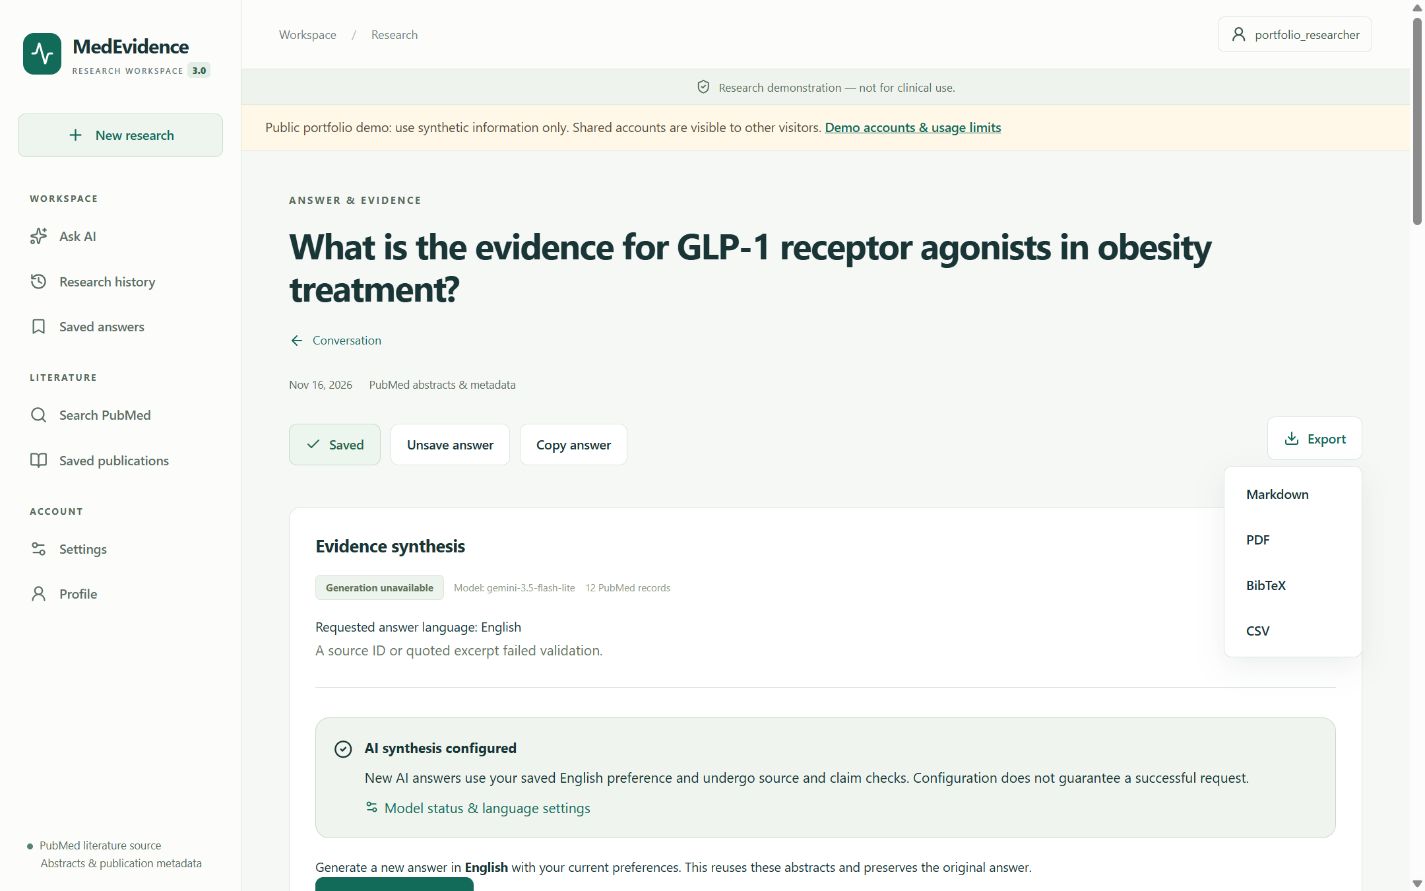 MedEvidence
RESEARCH WORKSPACE 3.0
New research
WORKSPACE
Ask AI
Research history
Saved answers
LITERATURE
Search PubMed
Saved publications
ACCOUNT
Settings
Profile
PubMed literature source
Abstracts & publication metadata
Workspace / Research
portfolio_researcher
Research demonstration — not for clinical use.
Public portfolio demo: use synthetic information only. Shared accounts are visible to other visitors. Demo accounts & usage limits
ANSWER & EVIDENCE
What is the evidence for GLP-1 receptor agonists in obesity
treatment?
Conversation
Nov 16, 2026 PubMed abstracts & metadata
Saved Unsave answer Copy answer
Export
Markdown
PDF
BibTeX
CSV
Evidence synthesis
Generation unavailable Model: gemini-3.5-flash-lite 12 PubMed records
Requested answer language: English
A source ID or quoted excerpt failed validation.
AI synthesis configured
New AI answers use your saved English preference and undergo source and claim checks. Configuration does not guarantee a successful request.
Model status & language settings
Generate a new answer in English with your current preferences. This reuses these abstracts and preserves the original answer.